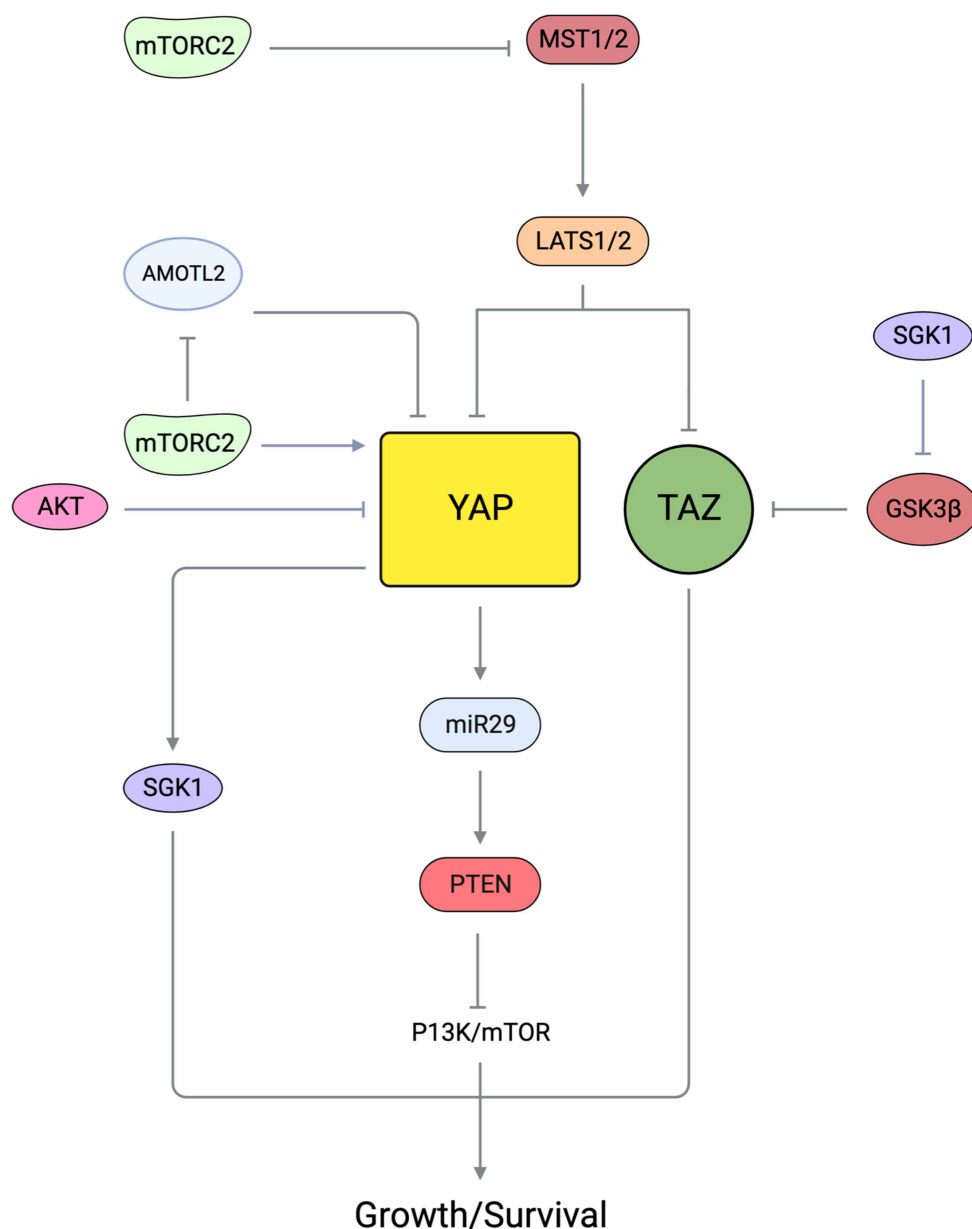 mTORC2
MST1/2
LATS1/2
AMOTL2
SGK1
mTORC2
AKT
YAP
TAZ
GSK3β
miR29
SGK1
PTEN
P13K/mTOR
Growth/Survival